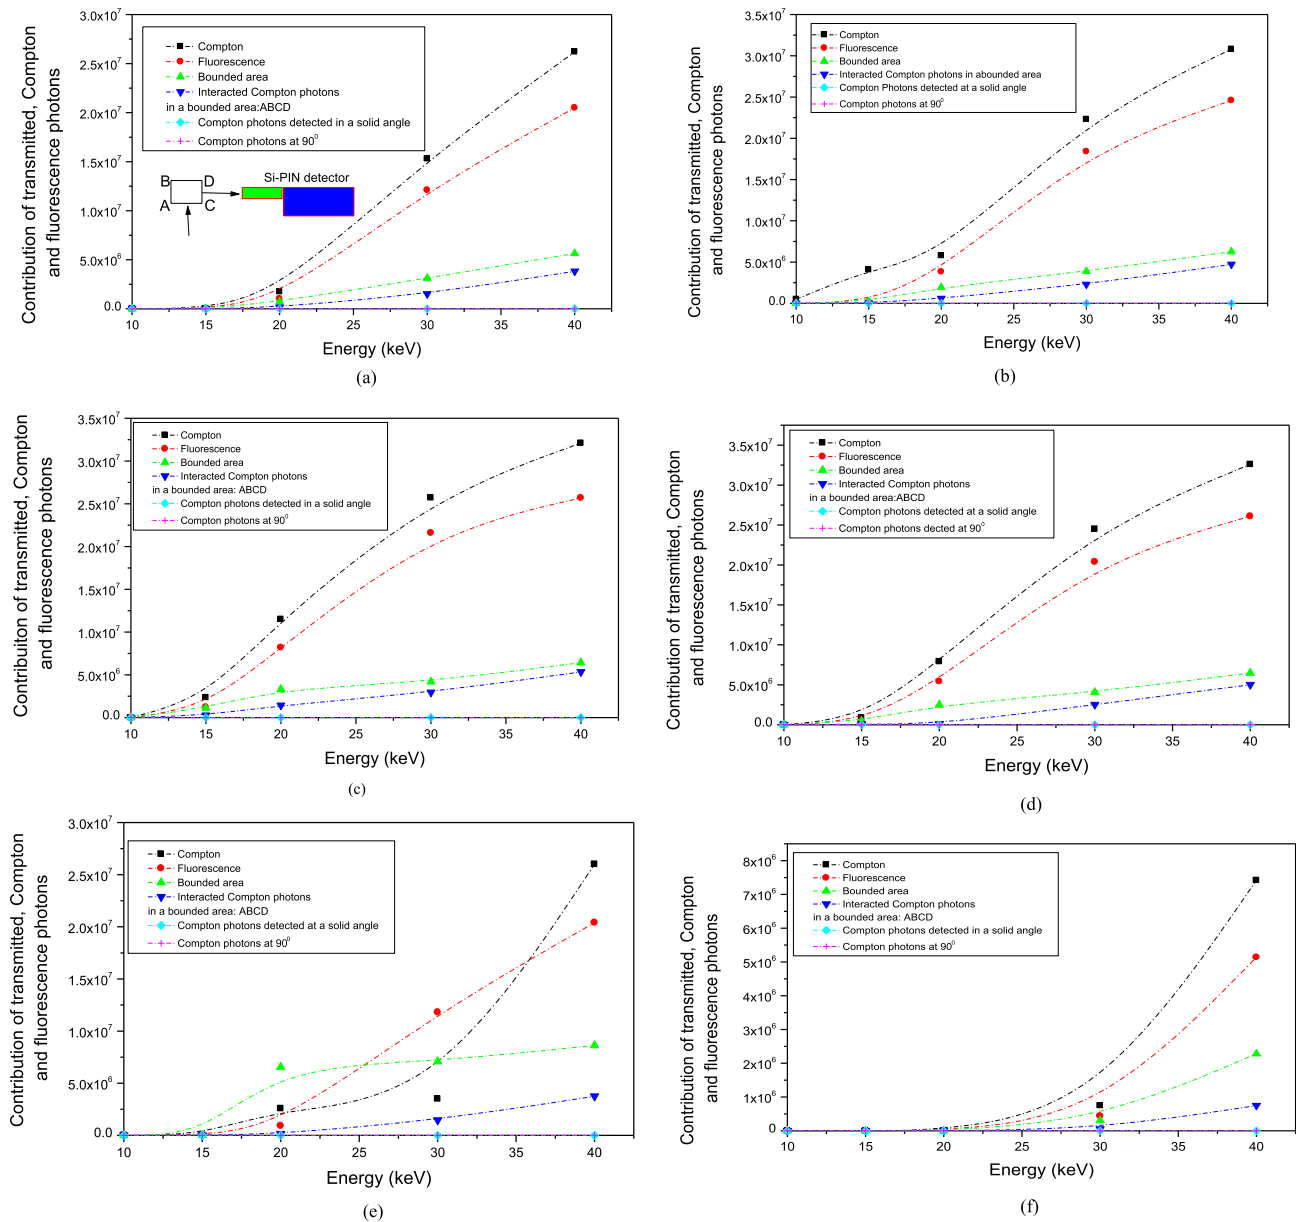 Contribution of transmitted, Compton
and fluorescence photons
3.0x10^7
2.5x10^7
2.0x10^7
1.5x10^7
1.0x10^7
5.0x10^6
0.0
Compton
Fluorescence
Bounded area
Interacted Compton photons
in a bounded area:ABCD
Compton photons detected in a solid angle
Compton photons at 90^0
B D
A C
Si-PIN detector
10 15 20 25 30 35 40
Energy (keV)
(a)
Contribution of transmitted, Compton
and fluorescence photons
3.5x10^7
3.0x10^7
2.5x10^7
2.0x10^7
1.5x10^7
1.0x10^7
5.0x10^6
0.0
Compton
Fluorescence
Bounded area
Interacted Compton photons in abounded area
Compton Photons detected at a solid angle
Compton photons at 90^0
10 15 20 25 30 35 40
Energy (keV)
(b)
Contribuiton of transmitted, Compton
and fluorescence photons
3.5x10^7
3.0x10^7
2.5x10^7
2.0x10^7
1.5x10^7
1.0x10^7
5.0x10^6
0.0
Compton
Fluorescence
Bounded area
Interacted Compton photons
in a bounded area: ABCD
Compton photons detected in a solid angle
Compton photons at 90^0
10 15 20 25 30 35 40
Energy (keV)
(c)
Contribution of transmitted, Compton
and fluorescence photons
3.5x10^7
3.0x10^7
2.5x10^7
2.0x10^7
1.5x10^7
1.0x10^7
5.0x10^6
0.0
Compton
Fluorescence
Bounded area
Interacted Compton photons
in a bounded area:ABCD
Compton photons detected at a solid angle
Compton photons dected at 90^0
10 15 20 25 30 35 40
Energy (keV)
(d)
Contribution of transmitted, Compton
and fluorescence photons
3.0x10^7
2.5x10^7
2.0x10^7
1.5x10^7
1.0x10^7
5.0x10^6
0.0
Compton
Fluorescence
Bounded area
Interacted Compton photons
in a bounded area: ABCD
Compton photons detected at a solid angle
Compton photons at 90^0
10 15 20 25 30 35 40
Energy (keV)
(e)
Contribution of transmitted, Compton
and fluorescence photons
8x10^6
7x10^6
6x10^6
5x10^6
4x10^6
3x10^6
2x10^6
1x10^6
0
Compton
Fluorescence
Bounded area
Interacted Compton photons
in a bounded area: ABCD
Compton photons detected in a solid angle
Compton photons at 90^0
10 15 20 25 30 35 40
Energy (keV)
(f)